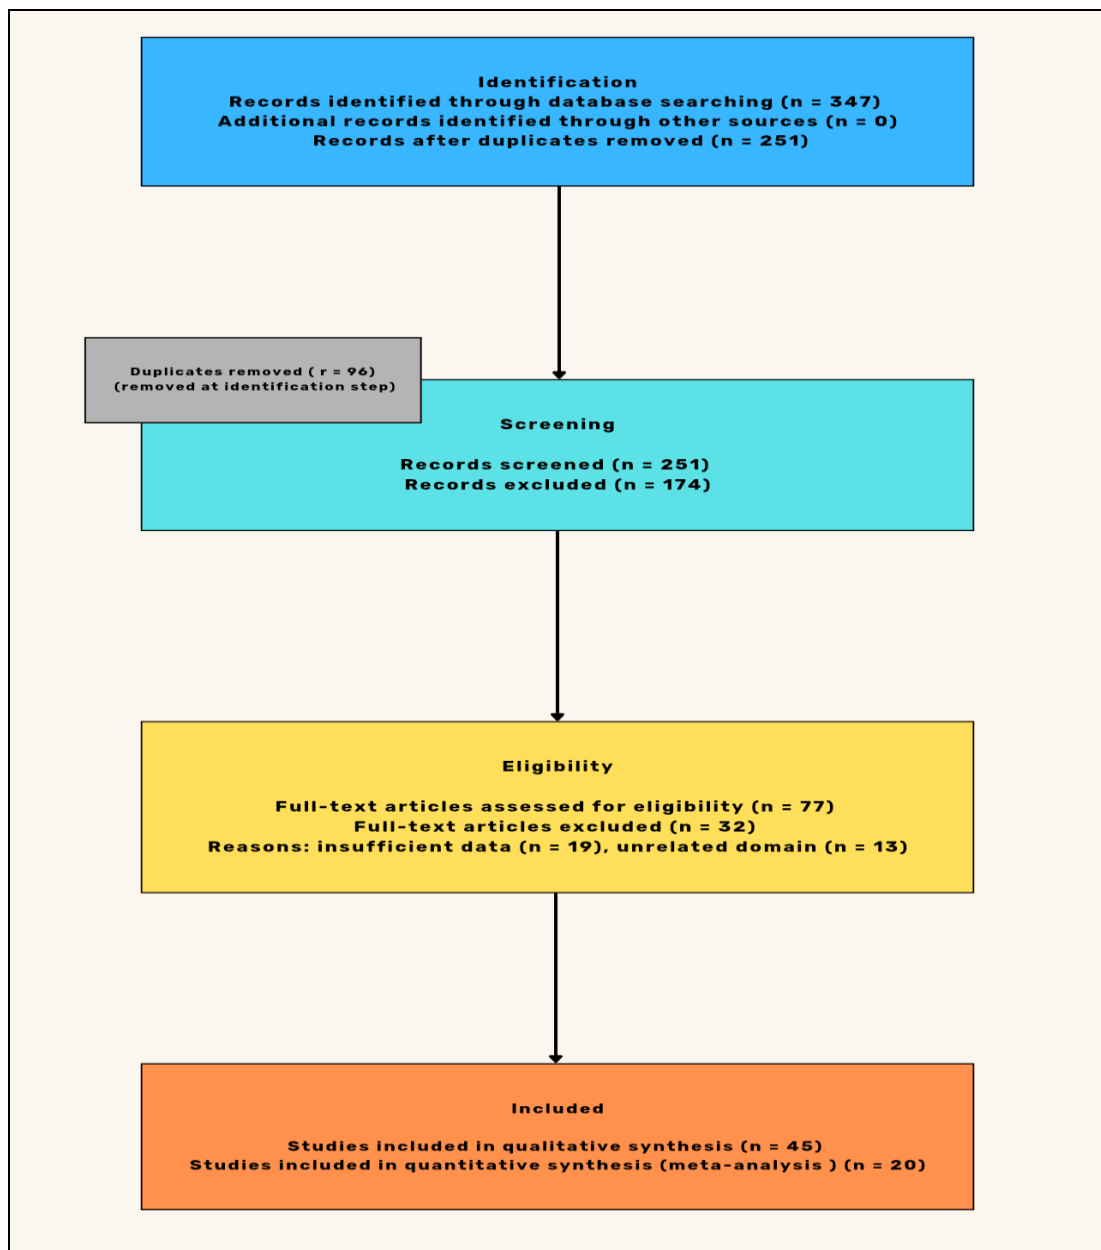 Identification
Records identified through database searching (n = 347)
Additional records identified through other sources (n = 0)
Records after duplicates removed (n = 251)
Duplicates removed ( r = 96)
(removed at identification step)
Screening
Records screened (n = 251)
Records excluded (n = 174)
Eligibility
Full-text articles assessed for eligibility (n = 77)
Full-text articles excluded (n = 32)
Reasons: insufficient data (n = 19), unrelated domain (n = 13)
Included
Studies included in qualitative synthesis (n = 45)
Studies included in quantitative synthesis (meta-analysis ) (n = 20)